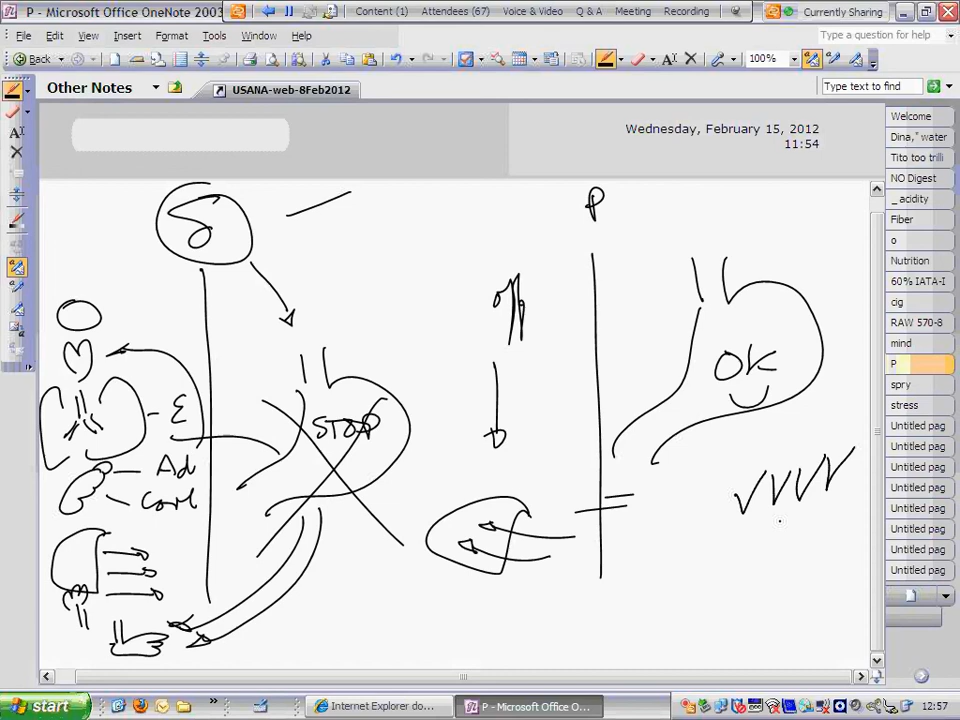 P - Microsoft Office OneNote 2003
Content (1) Attendees (67) Voice & Video Q & A Meeting Recording
Currently Sharing
File Edit View Insert Format Tools Window Help
Type a question for help
Back
100%
Other Notes
USANA-web-8Feb2012
Type text to find
Wednesday, February 15, 2012
11:54
Welcome
Dina," water
Tito too trilli
NO Digest
_ acidity
Fiber
o
Nutrition
60% IATA-I
cig
RAW 570-8
mind
P
spry
stress
Untitled pag
Untitled pag
Untitled pag
Untitled pag
Untitled pag
Untitled pag
Untitled pag
Untitled pag
S
P
off
OK
STOP
E
Ad
Cort
start
Internet Explorer do...
P - Microsoft Office O...
12:57